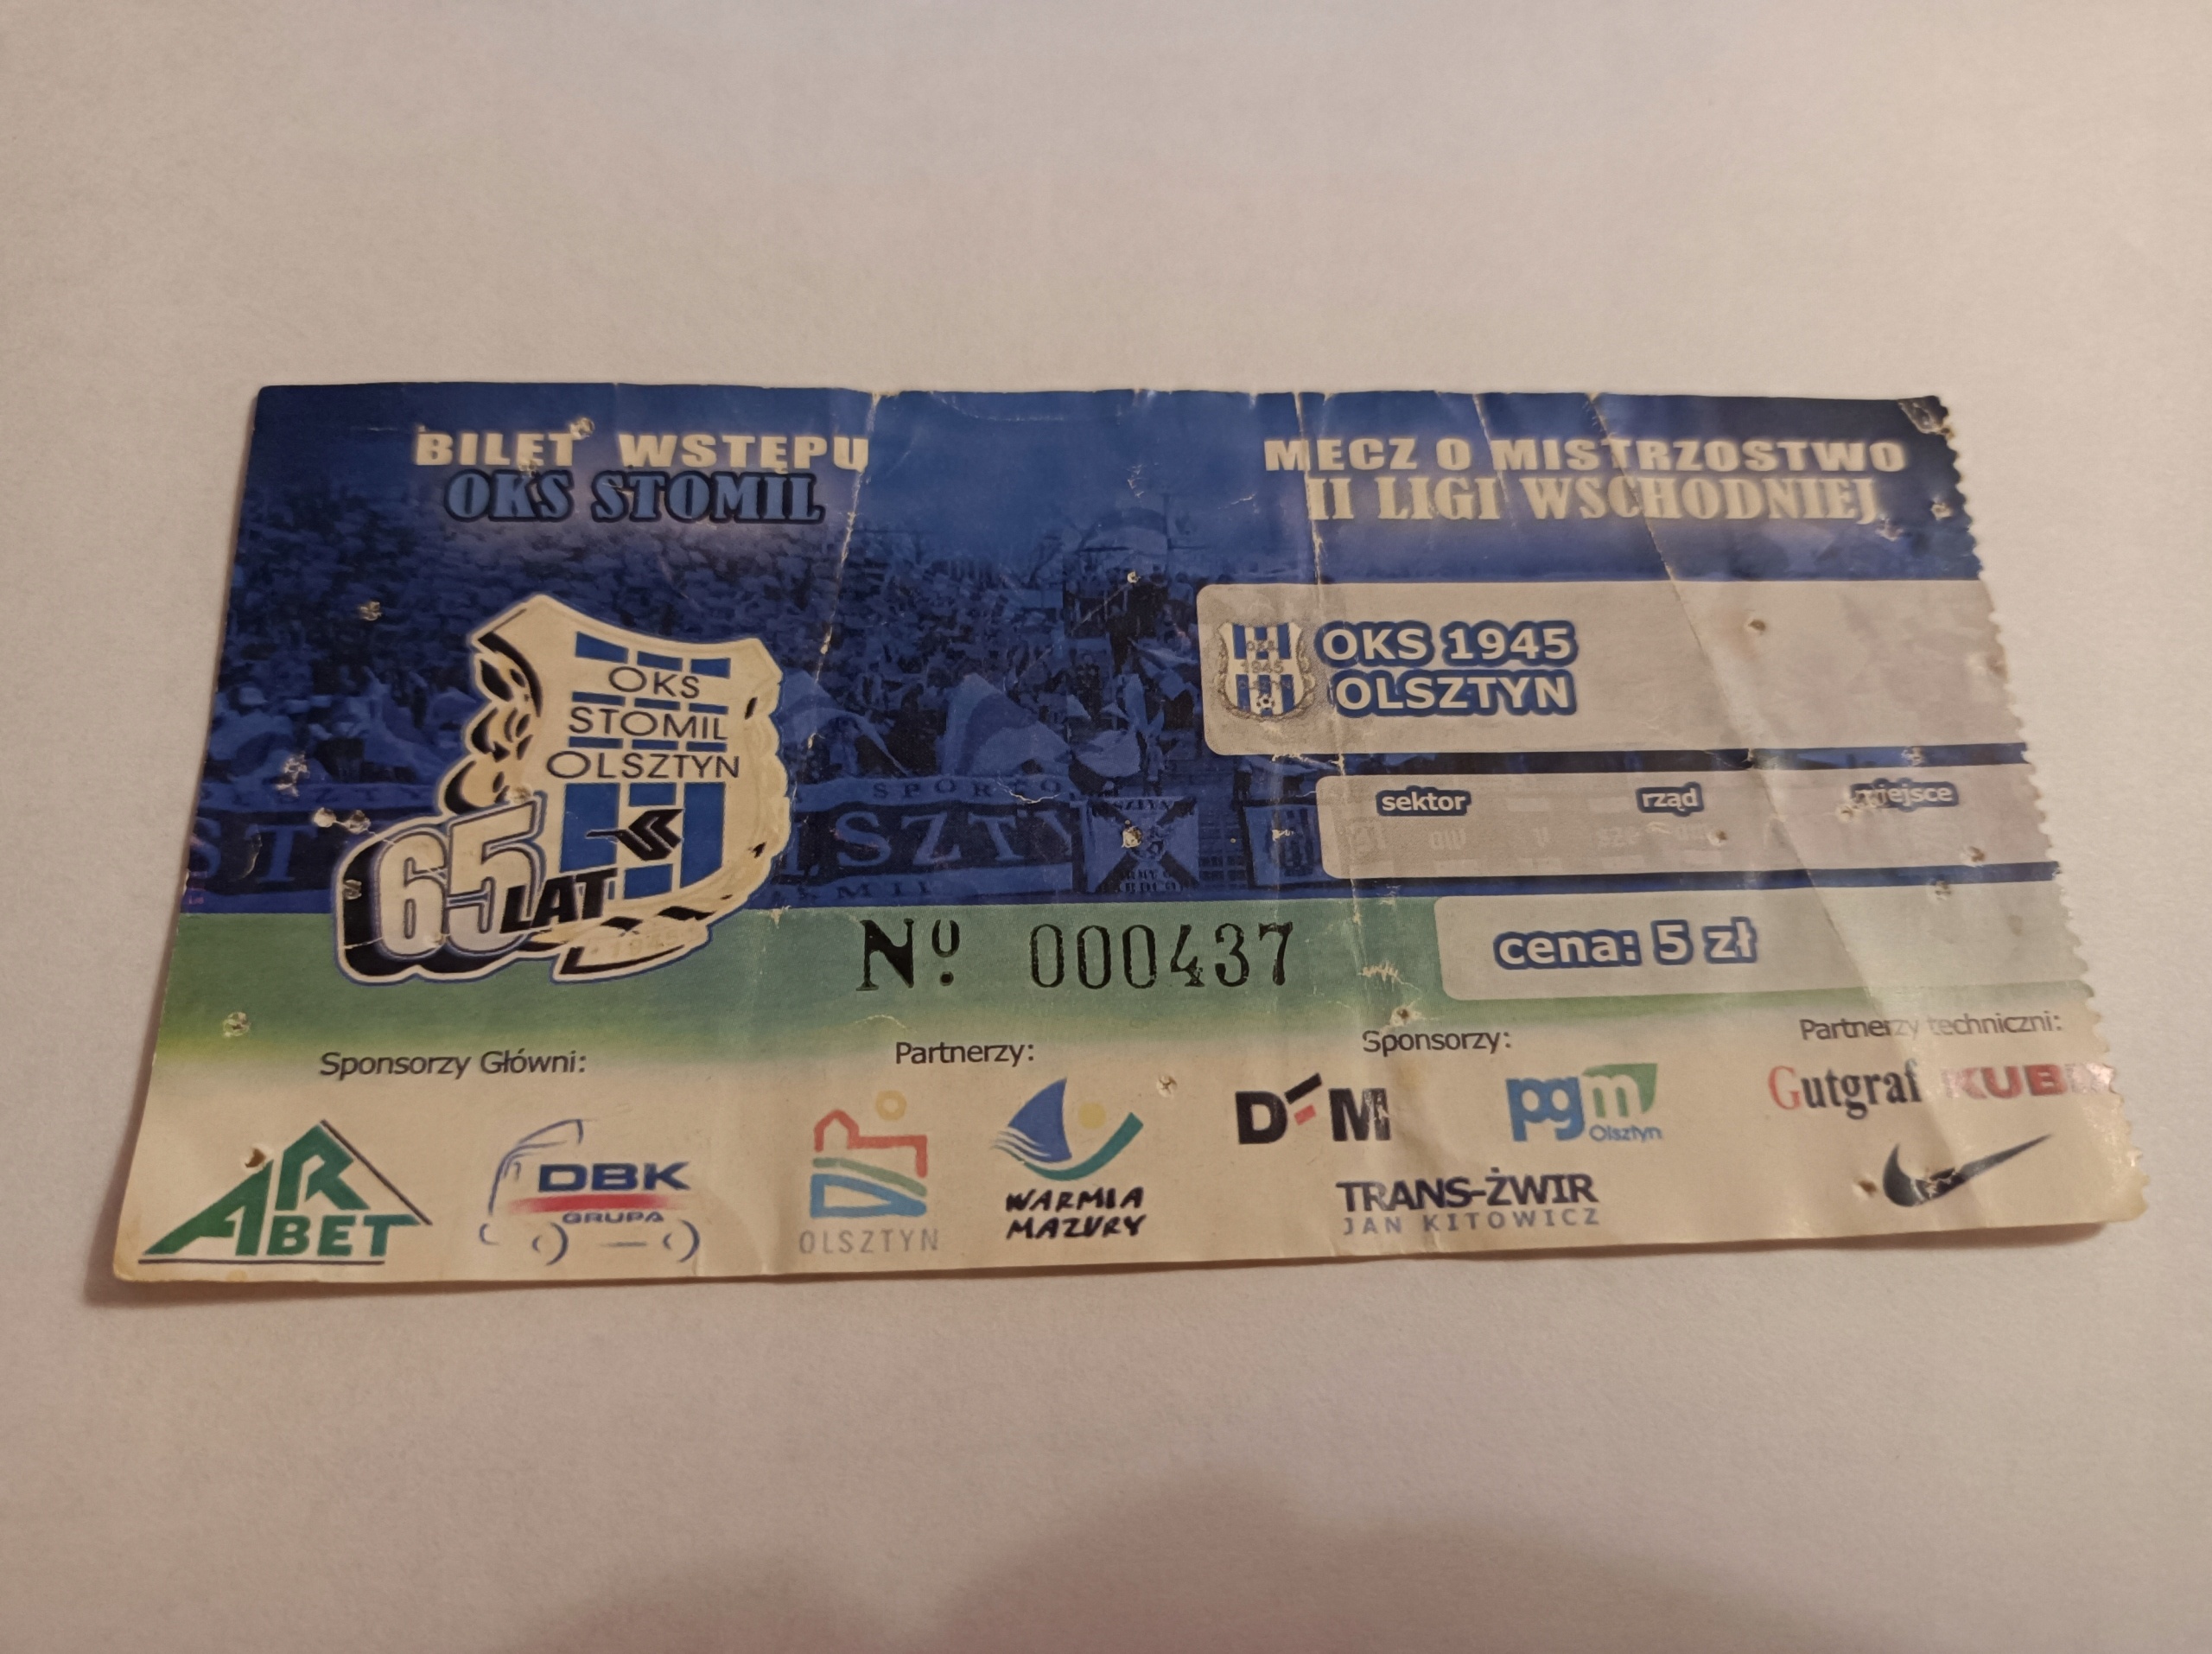 BILET WSTĘPU
OKS STOMIL
MECZ O MISTRZOSTWO
II LIGI WSCHODNIEJ
OKS
STOMIL
OLSZTYN
65 LAT
1945
OKS 1945
OLSZTYN
sektor rząd miejsce
Nº 000437
cena: 5 zł
Sponsorzy Główni:
Partnerzy:
Sponsorzy:
Partnerzy techniczni:
ARBET
DBK
GRUPA
OLSZTYN
WARMIA
MAZURY
DFM
pgm
Olsztyn
TRANS-ŻWIR
JAN KITOWICZ
Gutgraf